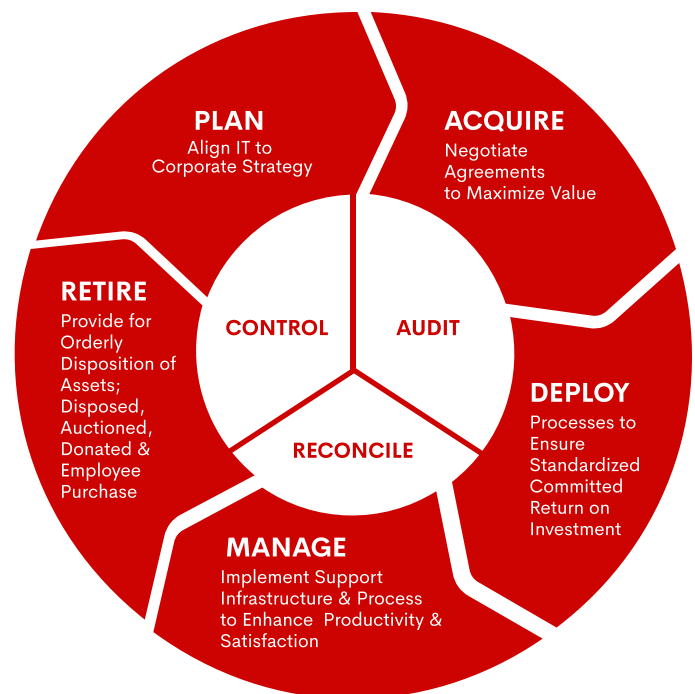 PLAN
Align IT to
Corporate Strategy
ACQUIRE
Negotiate
Agreements
to Maximize Value
DEPLOY
Processes to
Ensure
Standardized
Committed
Return on
Investment
MANAGE
Implement Support
Infrastructure & Process
to Enhance  Productivity &
Satisfaction
RETIRE
Provide for
Orderly
Disposition of
Assets;
Disposed,
Auctioned,
Donated &
Employee
Purchase
CONTROL
AUDIT
RECONCILE